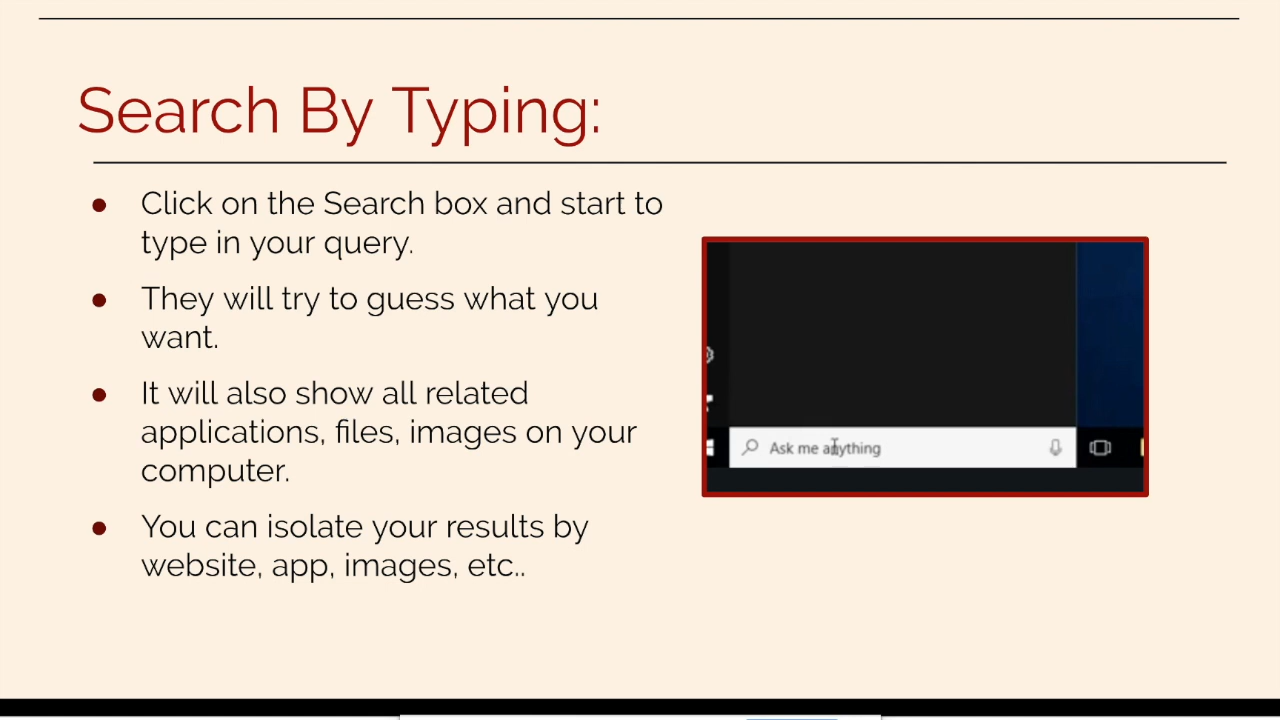 Search By Typing:
● Click on the Search box and start to
type in your query.
● They will try to guess what you
want.
● It will also show all related
applications, files, images on your
computer.
● You can isolate your results by
website, app, images, etc..
Ask me anything